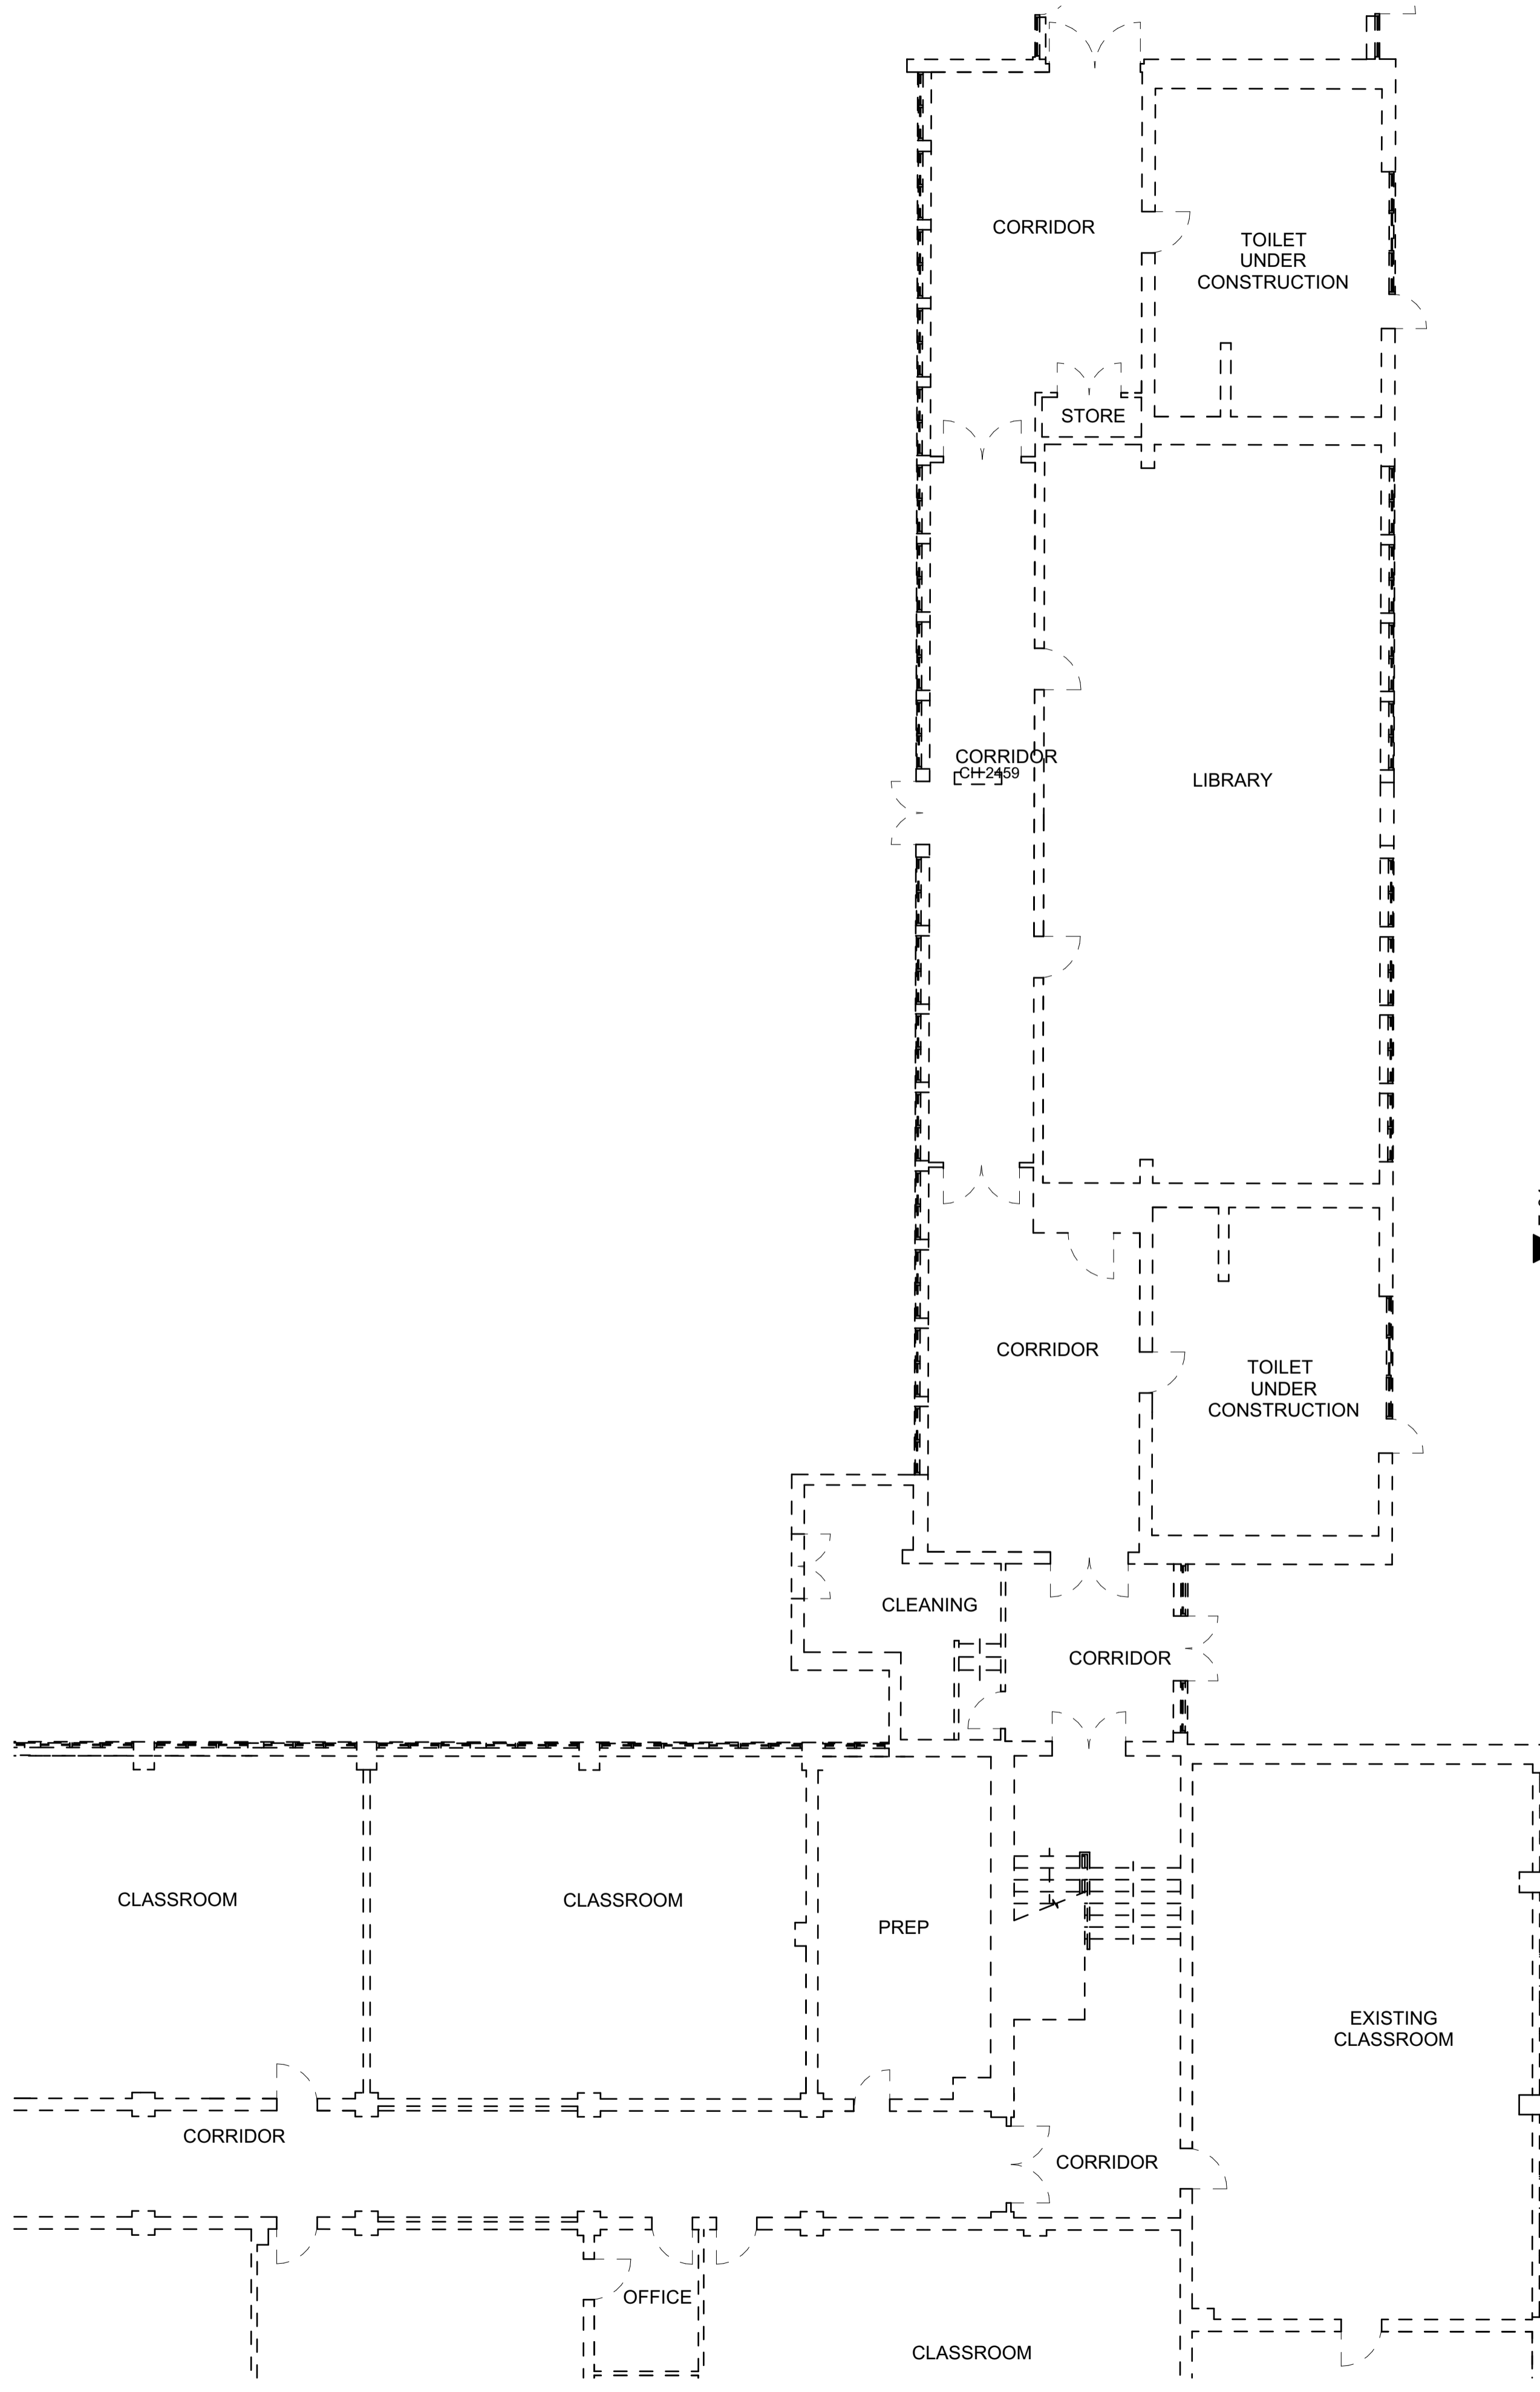 CORRIDOR
TOILET
UNDER
CONSTRUCTION
STORE
CORRIDOR
CH 2459
LIBRARY
CORRIDOR
TOILET
UNDER
CONSTRUCTION
CLEANING
CORRIDOR
CLASSROOM
CLASSROOM
PREP
EXISTING
CLASSROOM
CORRIDOR
CORRIDOR
OFFICE
CLASSROOM